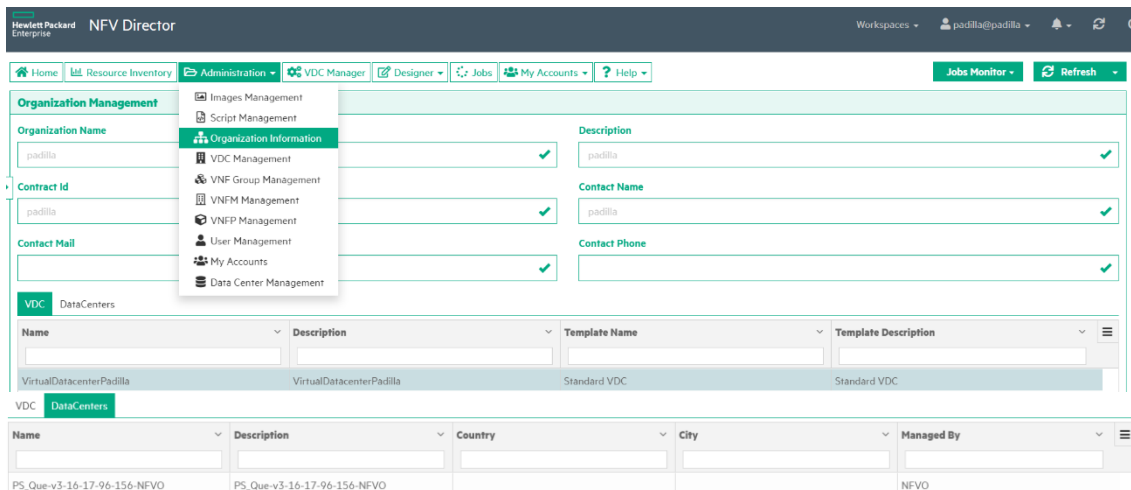 Hewlett Packard
Enterprise
NFV Director
Workspaces
padilla@padilla
Home Resource Inventory Administration VDC Manager Designer Jobs My Accounts ? Help Jobs Monitor Refresh
Organization Management
Images Management
Script Management
Organization Information
VDC Management
VNF Group Management
VNFM Management
VNFP Management
User Management
My Accounts
Data Center Management
Organization Name Description
padilla padilla
Contract Id Contact Name
padilla padilla
Contact Mail Contact Phone
VDC DataCenters
Name Description Template Name Template Description
VirtualDatacenterPadilla VirtualDatacenterPadilla Standard VDC Standard VDC
VDC DataCenters
Name Description Country City Managed By
PS_Que-v3-16-17-96-156-NFVO PS_Que-v3-16-17-96-156-NFVO NFVO